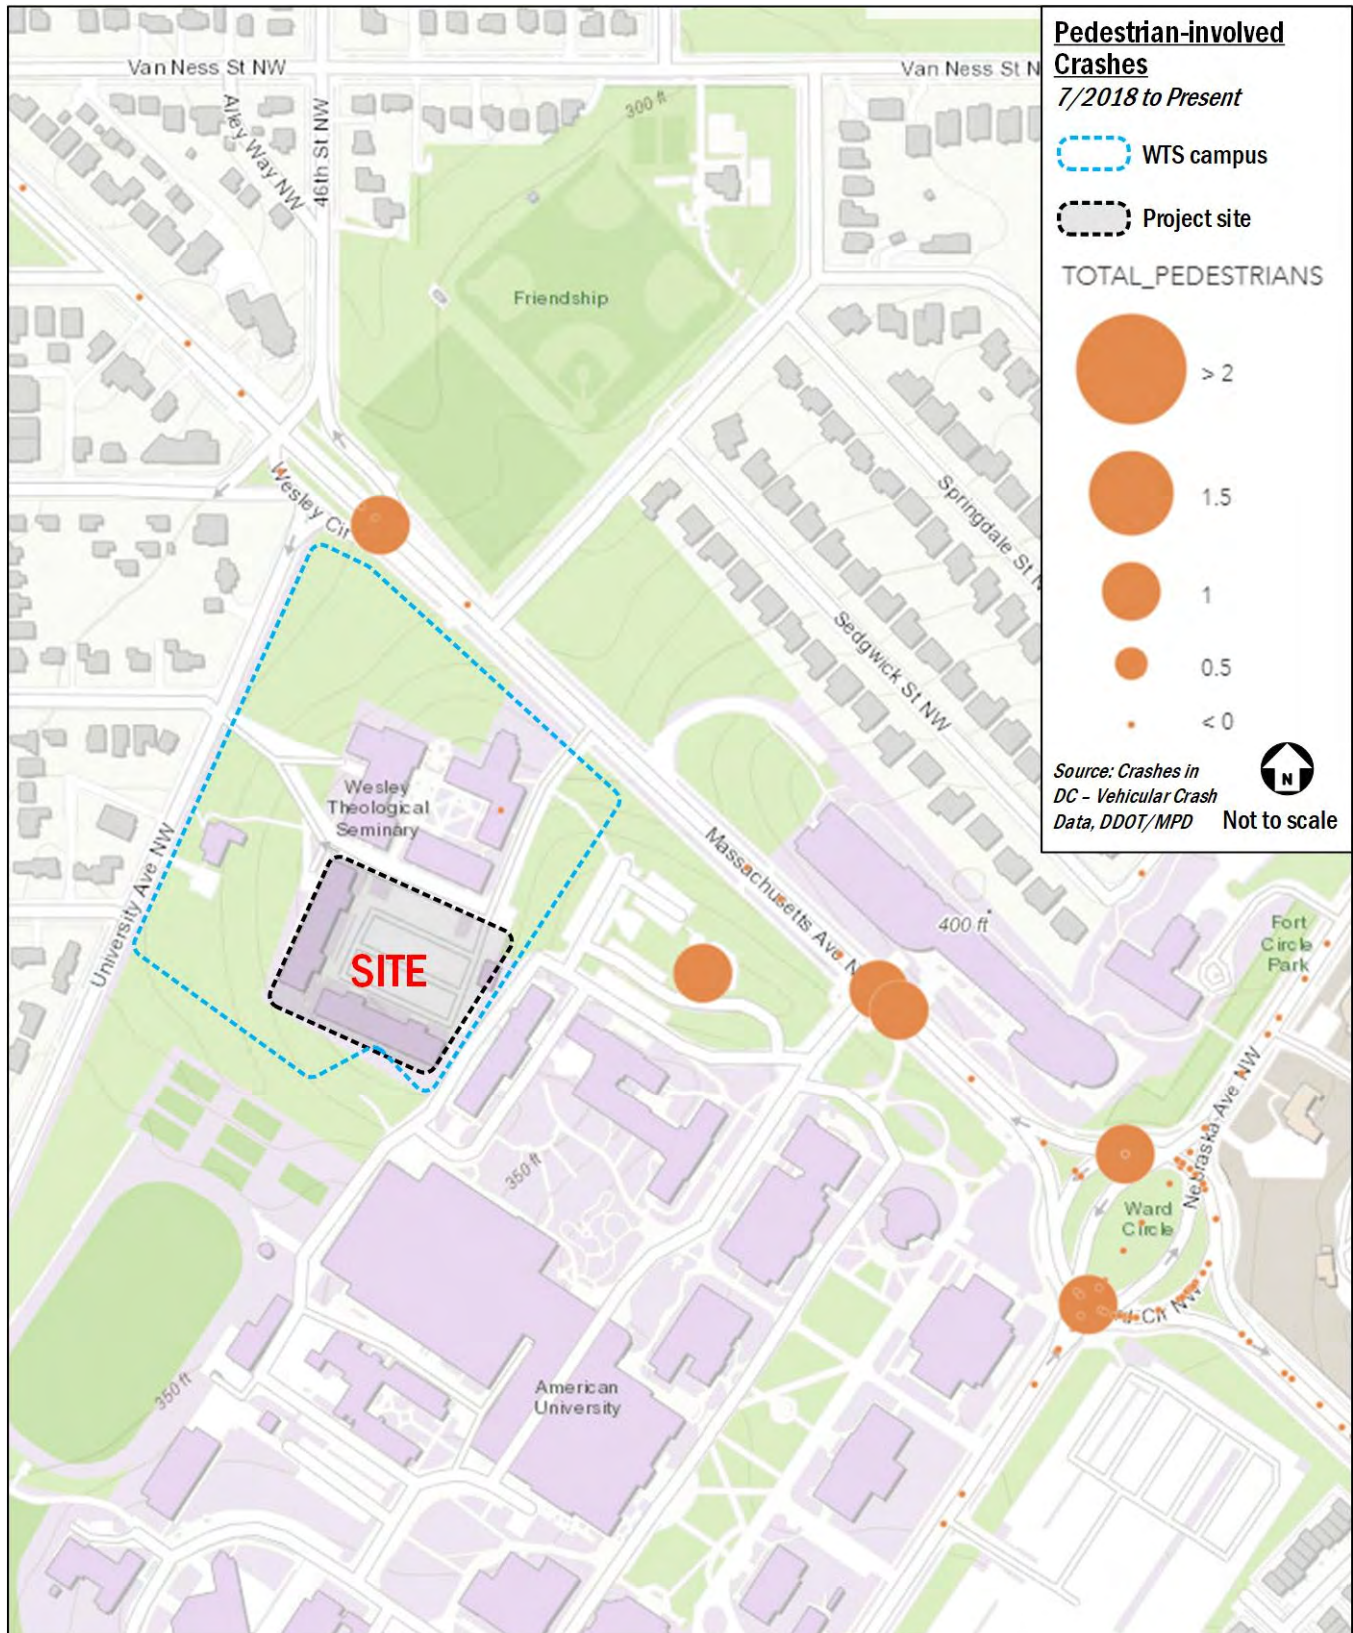 Pedestrian-involved
Crashes
7/2018 to Present
WTS campus
Project site
TOTAL_PEDESTRIANS
> 2
1.5
1
0.5
< 0
Source: Crashes in
DC – Vehicular Crash
Data, DDOT/MPD
N
Not to scale
Van Ness St NW
Van Ness St N
Alley Way NW
46th St NW
300 ft
Friendship
Wesley Cir
Springdale St N
Sedgwick St NW
Wesley
Theological
Seminary
University Ave NW
Massachusetts Ave N
400 ft
Fort
Circle
Park
SITE
Nebraska Ave NW
350 ft
Ward
Circle
Cir NW
350 ft
American
University